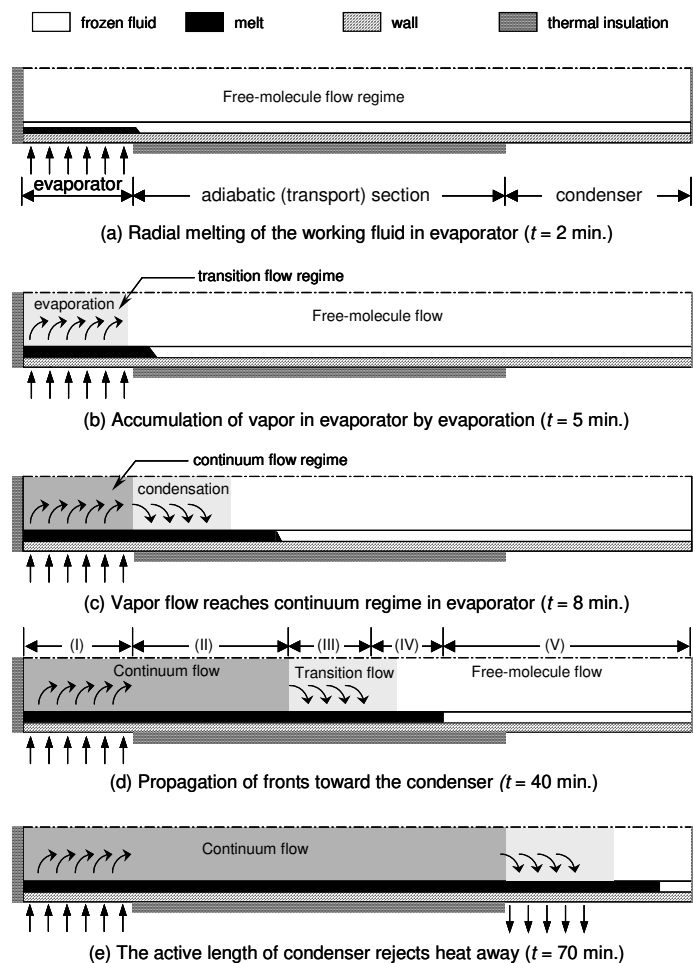 frozen fluid melt wall thermal insulation
Free-molecule flow regime
evaporator adiabatic (transport) section condenser
(a) Radial melting of the working fluid in evaporator (t = 2 min.)
transition flow regime
evaporation
Free-molecule flow
(b) Accumulation of vapor in evaporator by evaporation (t = 5 min.)
continuum flow regime
condensation
(c) Vapor flow reaches continuum regime in evaporator (t = 8 min.)
(I) (II) (III) (IV) (V)
Continuum flow Transition flow Free-molecule flow
(d) Propagation of fronts toward the condenser (t = 40 min.)
Continuum flow
(e) The active length of condenser rejects heat away (t = 70 min.)